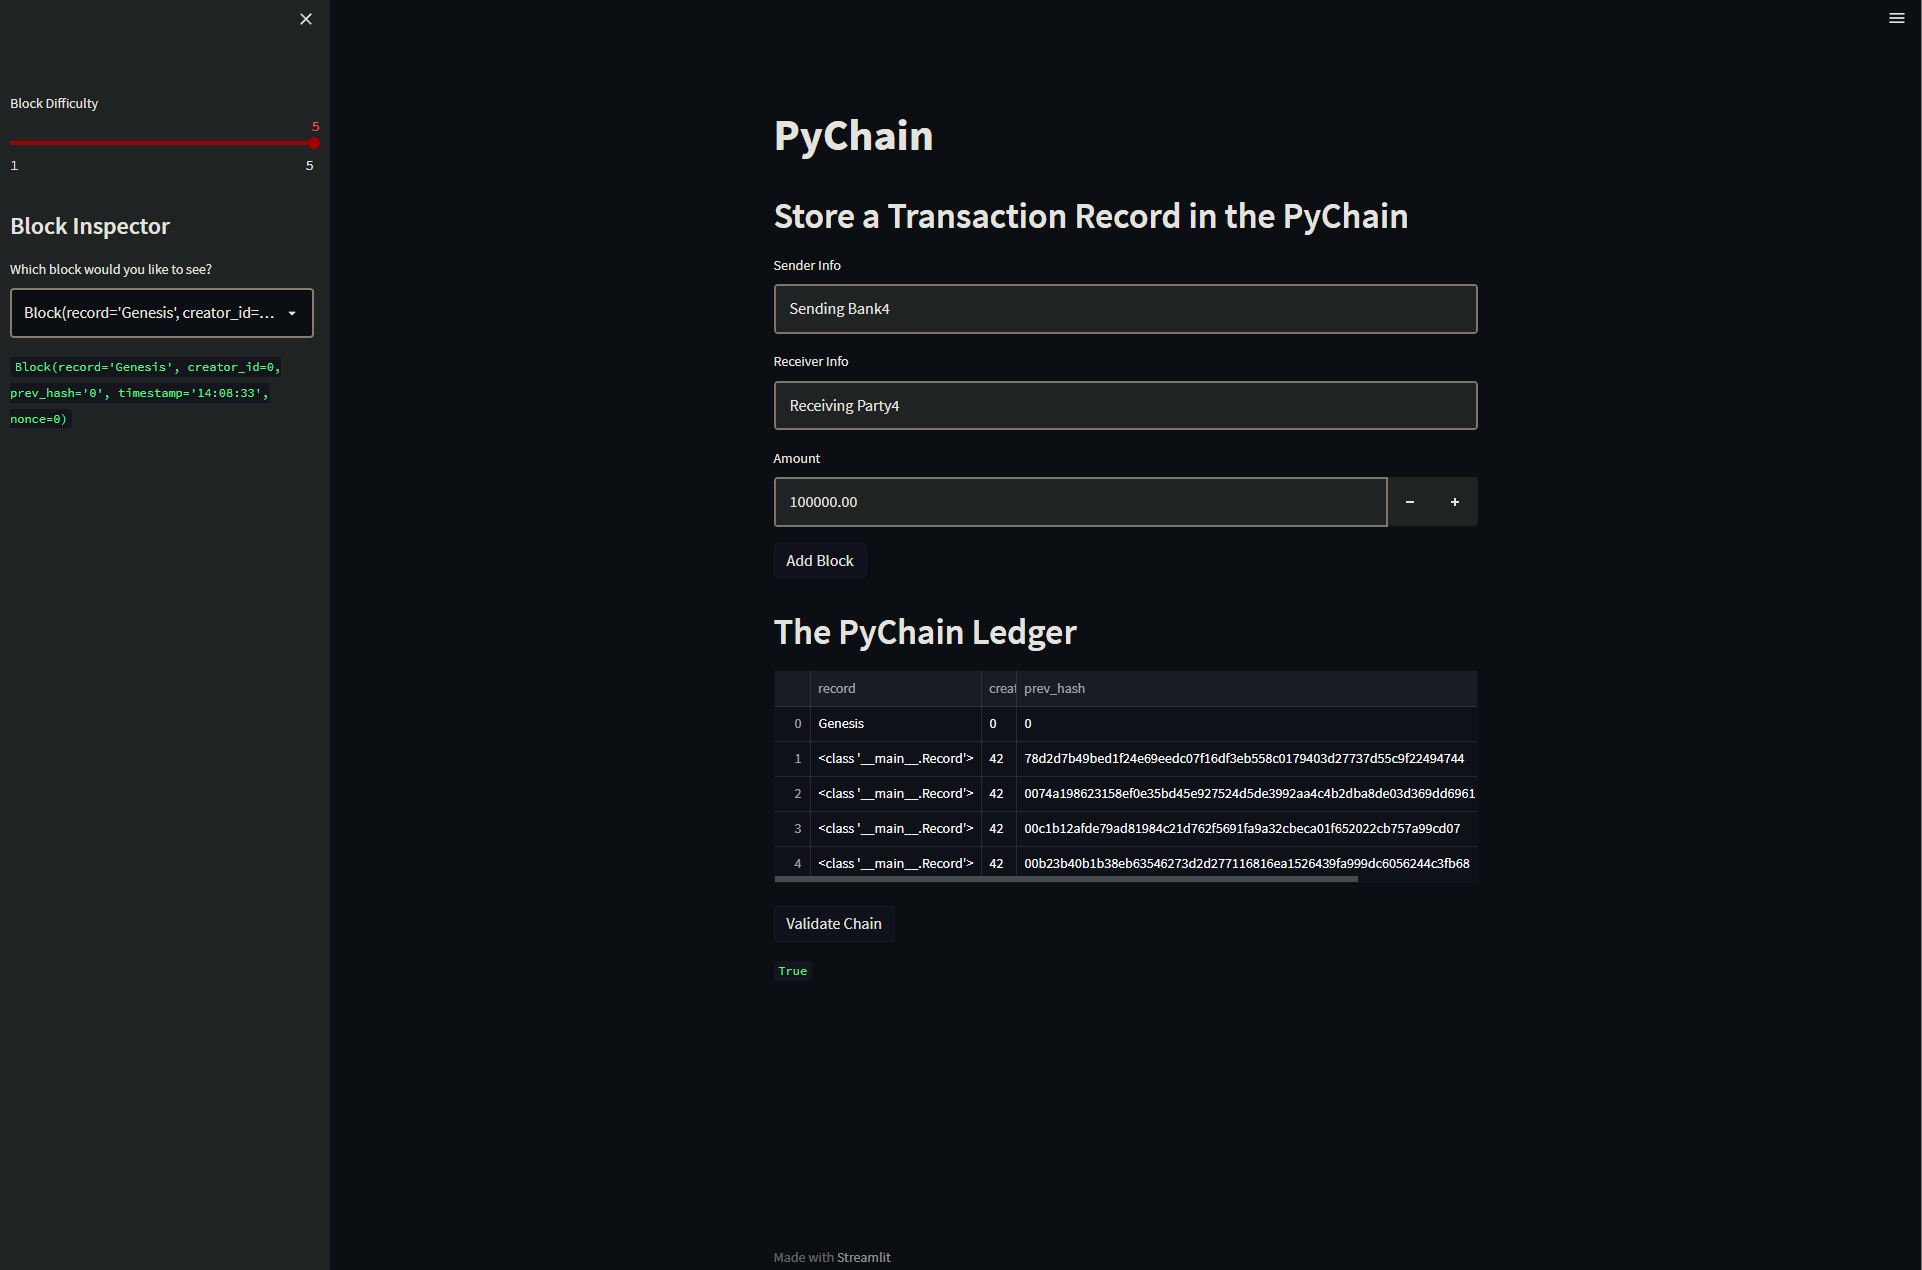 Block Difficulty
5
1 5
Block Inspector
Which block would you like to see?
Block(record='Genesis', creator_id=...
Block(record='Genesis', creator_id=0,
prev_hash='0', timestamp='14:08:33',
nonce=0)
PyChain
Store a Transaction Record in the PyChain
Sender Info
Sending Bank4
Receiver Info
Receiving Party4
Amount
100000.00
Add Block
The PyChain Ledger
record creat prev_hash
0 Genesis 0 0
1 <class '__main__.Record'> 42 78d2d7b49bed1f24e69eedc07f16df3eb558c0179403d27737d55c9f22494744
2 <class '__main__.Record'> 42 0074a198623158ef0e35bd45e927524d5de3992aa4c4b2dba8de03d369dd6961
3 <class '__main__.Record'> 42 00c1b12afde79ad81984c21d762f5691fa9a32cbeca01f652022cb757a99cd07
4 <class '__main__.Record'> 42 00b23b40b1b38eb63546273d2d277116816ea1526439fa999dc6056244c3fb68
Validate Chain
True
Made with Streamlit